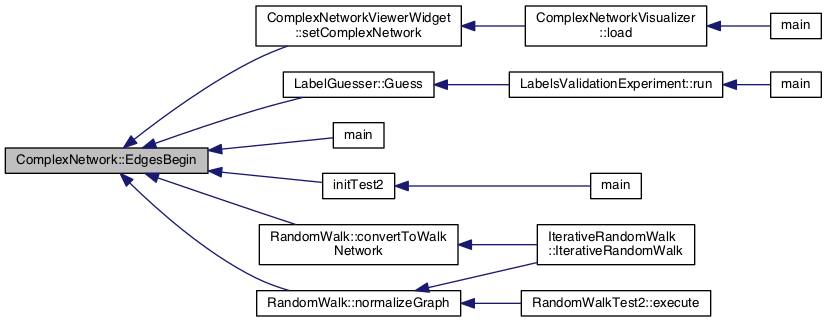 ComplexNetworkViewerWidget
::setComplexNetwork
ComplexNetworkVisualizer
::load
main
LabelGuesser::Guess
LabelsValidationExperiment::run
main
main
ComplexNetwork::EdgesBegin
initTest2
main
RandomWalk::convertToWalk
Network
IterativeRandomWalk
::IterativeRandomWalk
RandomWalk::normalizeGraph
RandomWalkTest2::execute